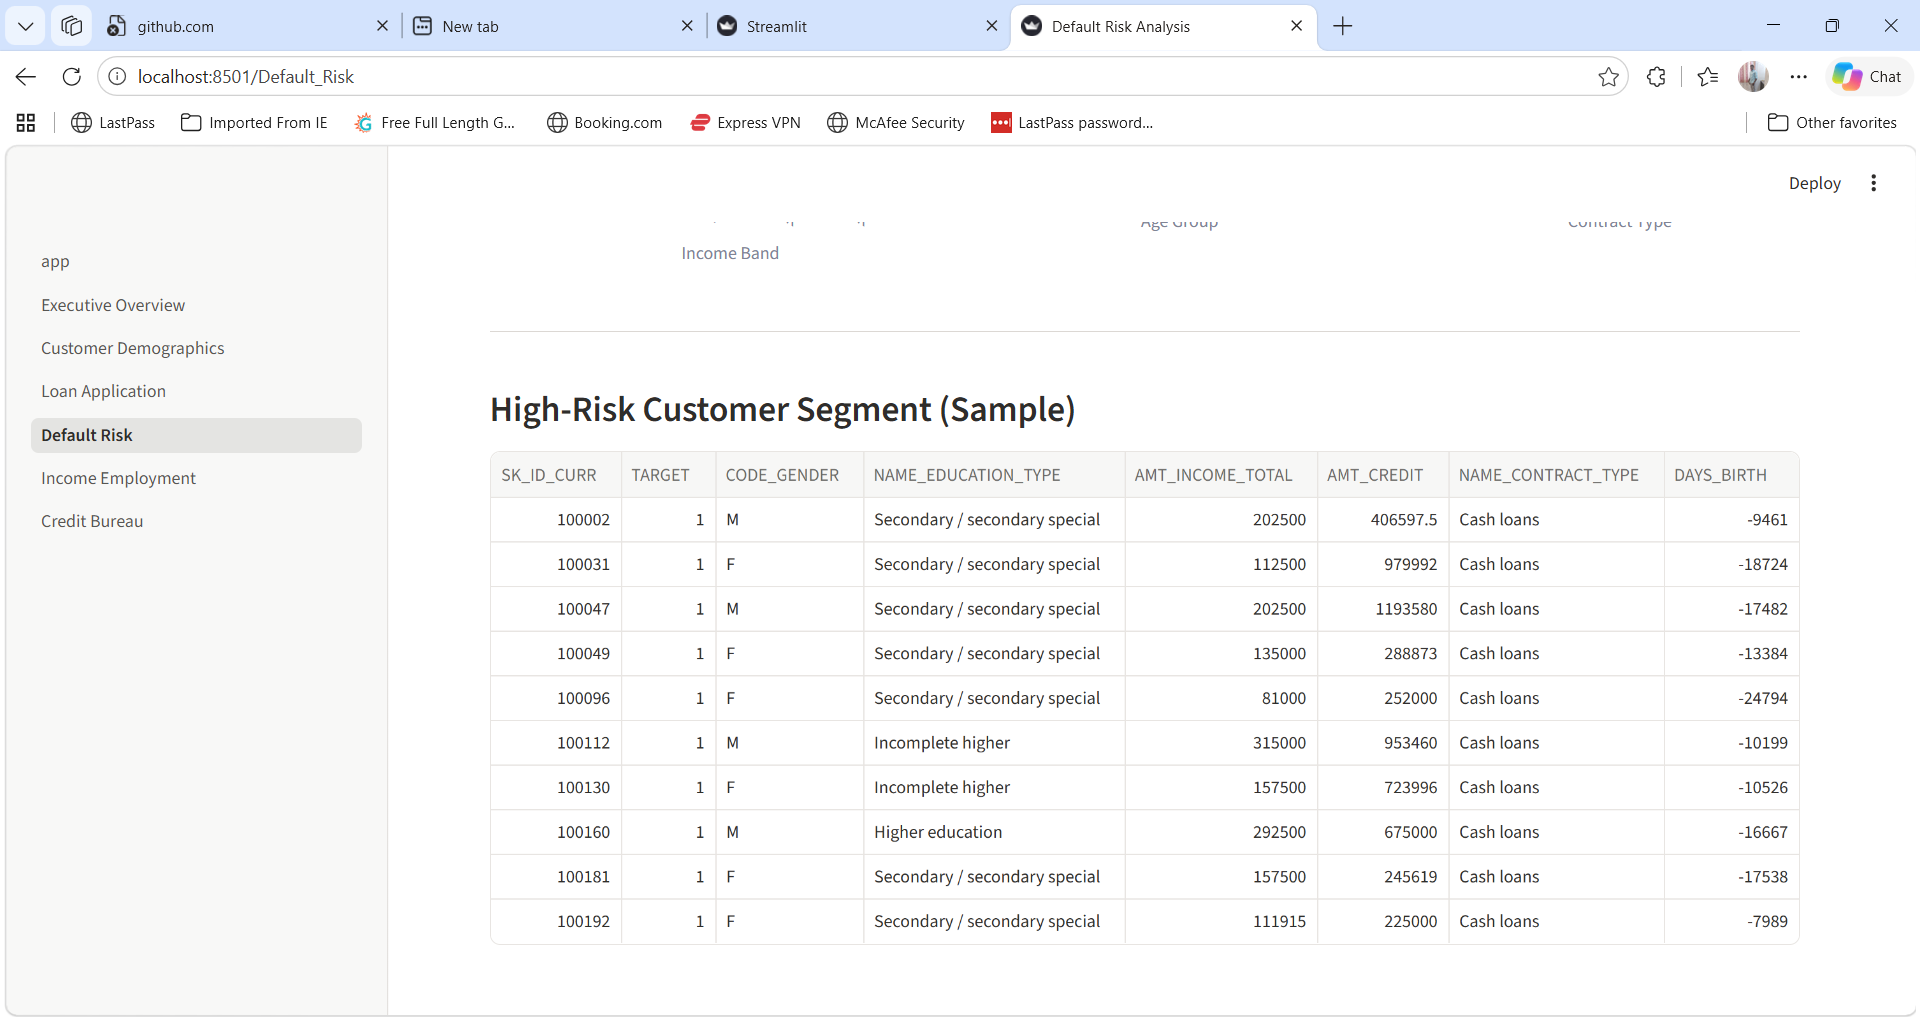 github.com
New tab
Streamlit
Default Risk Analysis
localhost:8501/Default_Risk
Chat
LastPass
Imported From IE
Free Full Length G...
Booking.com
Express VPN
McAfee Security
LastPass password...
Other favorites
Deploy
app
Executive Overview
Customer Demographics
Loan Application
Default Risk
Income Employment
Credit Bureau
Age Group
Contract Type
Income Band
High-Risk Customer Segment (Sample)
SK_ID_CURR TARGET CODE_GENDER NAME_EDUCATION_TYPE AMT_INCOME_TOTAL AMT_CREDIT NAME_CONTRACT_TYPE DAYS_BIRTH
100002 1 M Secondary / secondary special 202500 406597.5 Cash loans -9461
100031 1 F Secondary / secondary special 112500 979992 Cash loans -18724
100047 1 M Secondary / secondary special 202500 1193580 Cash loans -17482
100049 1 F Secondary / secondary special 135000 288873 Cash loans -13384
100096 1 F Secondary / secondary special 81000 252000 Cash loans -24794
100112 1 M Incomplete higher 315000 953460 Cash loans -10199
100130 1 F Incomplete higher 157500 723996 Cash loans -10526
100160 1 M Higher education 292500 675000 Cash loans -16667
100181 1 F Secondary / secondary special 157500 245619 Cash loans -17538
100192 1 F Secondary / secondary special 111915 225000 Cash loans -7989